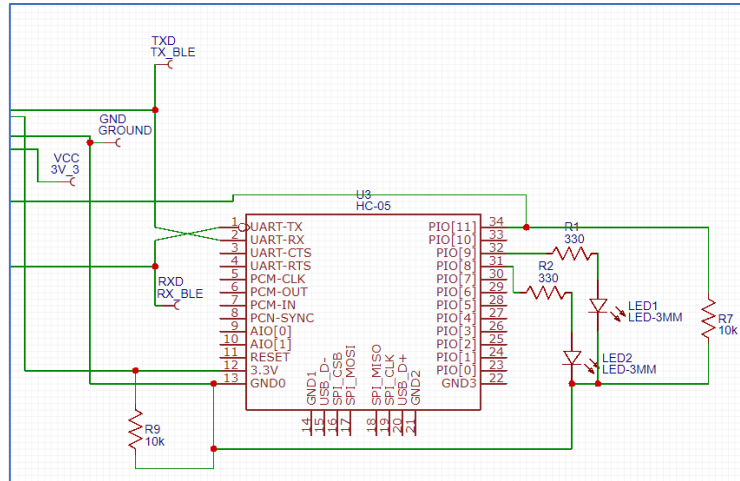 TXD
TX_BLE
GND
GROUND
VCC
3V_3
RXD
RX_BLE
U3
HC-05
1 UART-TX
2 UART-RX
3 UART-CTS
4 UART-RTS
5 PCM-CLK
6 PCM-OUT
7 PCM-IN
8 PCN-SYNC
9 AIO[0]
10 AIO[1]
11 RESET
12 3.3V
13 GND0
14 GND1
15 USB_D-
16 SPI_CSB
17 SPI_MOSI
18 SPI_MISO
19 SPI_CLK
20 USB_D+
21 GND2
PIO[11] 34
PIO[10] 33
PIO[9] 32
PIO[8] 31
PIO[7] 30
PIO[6] 29
PIO[5] 28
PIO[4] 27
PIO[3] 26
PIO[2] 25
PIO[1] 24
PIO[0] 23
GND3 22
R1
330
R2
330
LED1
LED-3MM
LED2
LED-3MM
R7
10k
R9
10k